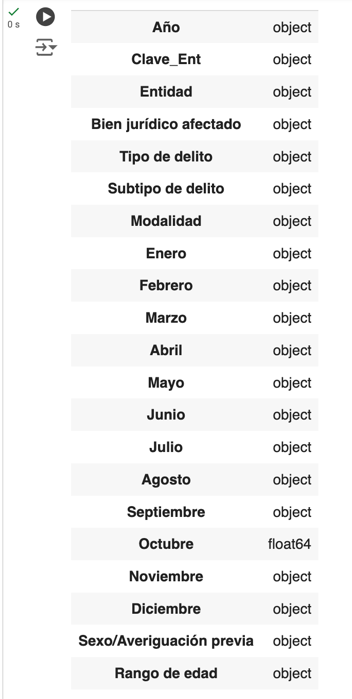 0 s
Año object
Clave_Ent object
Entidad object
Bien jurídico afectado object
Tipo de delito object
Subtipo de delito object
Modalidad object
Enero object
Febrero object
Marzo object
Abril object
Mayo object
Junio object
Julio object
Agosto object
Septiembre object
Octubre float64
Noviembre object
Diciembre object
Sexo/Averiguación previa object
Rango de edad object